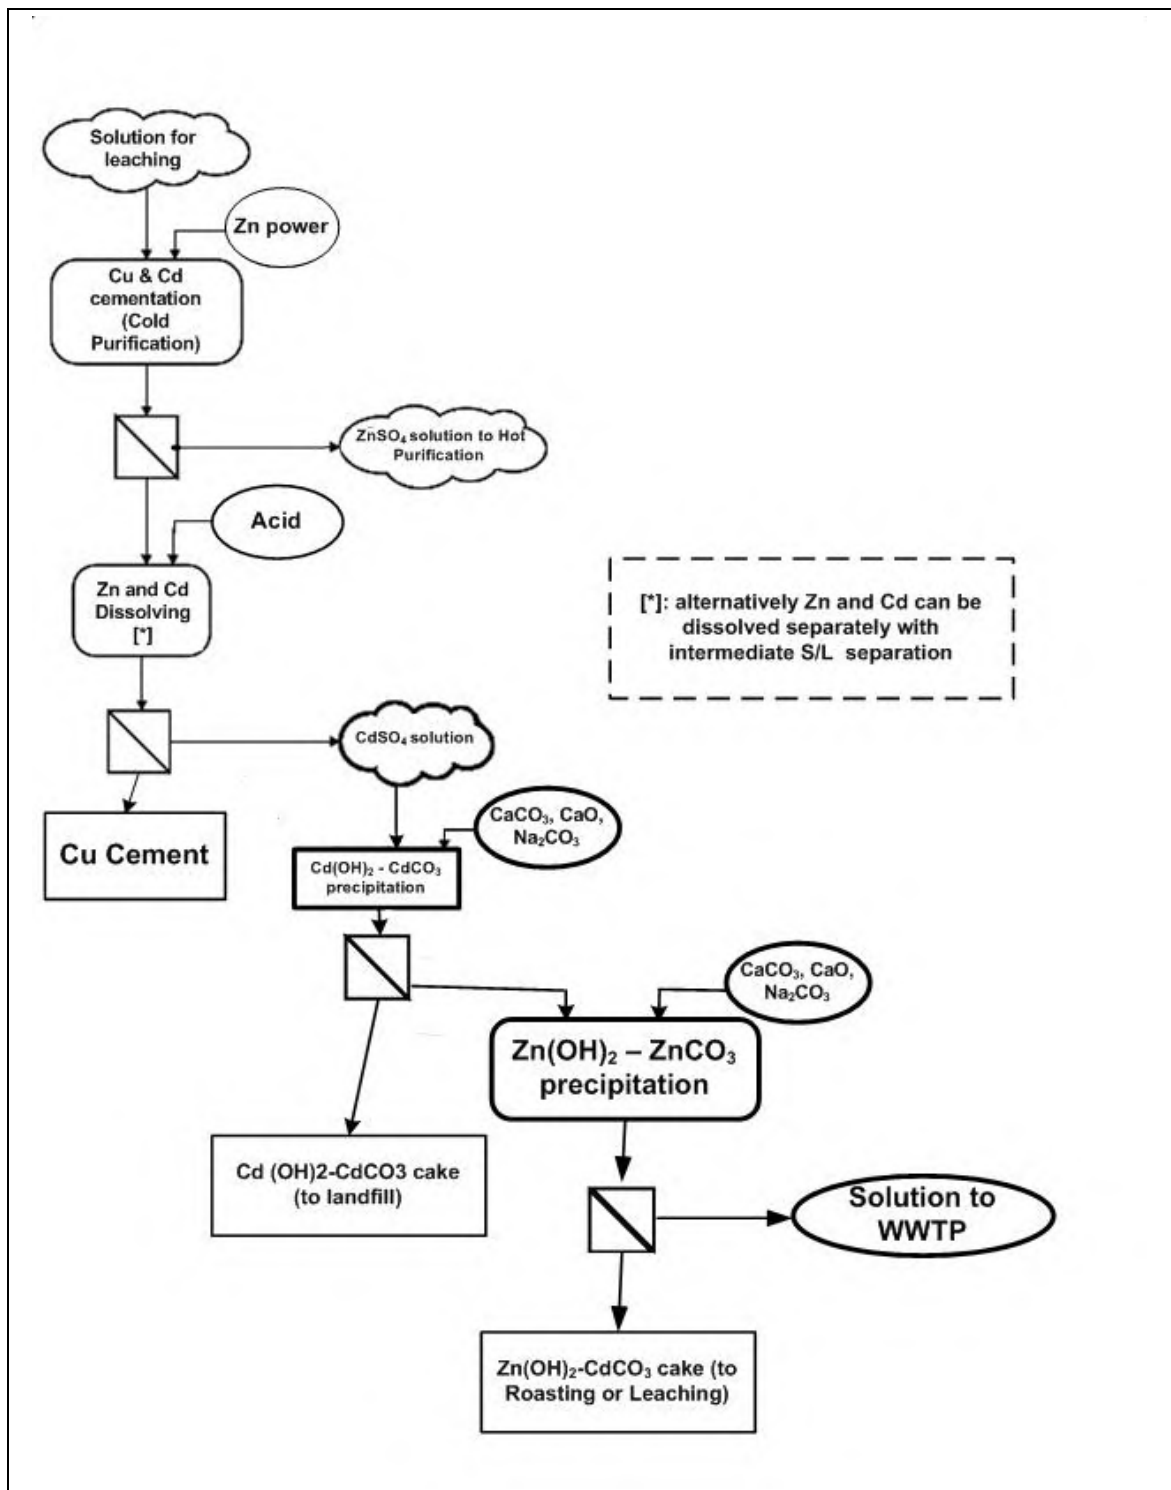 Solution for
leaching
Zn power
Cu & Cd
cementation
(Cold
Purification)
ZnSO₄ solution to Hot
Purification
Acid
Zn and Cd
Dissolving
[*]
[*]: alternatively Zn and Cd can be
dissolved separately with
intermediate S/L separation
CdSO₄ solution
CaCO₃, CaO,
Na₂CO₃
Cu Cement
Cd(OH)₂ - CdCO₃
precipitation
CaCO₃, CaO,
Na₂CO₃
Zn(OH)₂ – ZnCO₃
precipitation
Cd (OH)2-CdCO3 cake
(to landfill)
Solution to
WWTP
Zn(OH)₂-CdCO₃ cake (to
Roasting or Leaching)